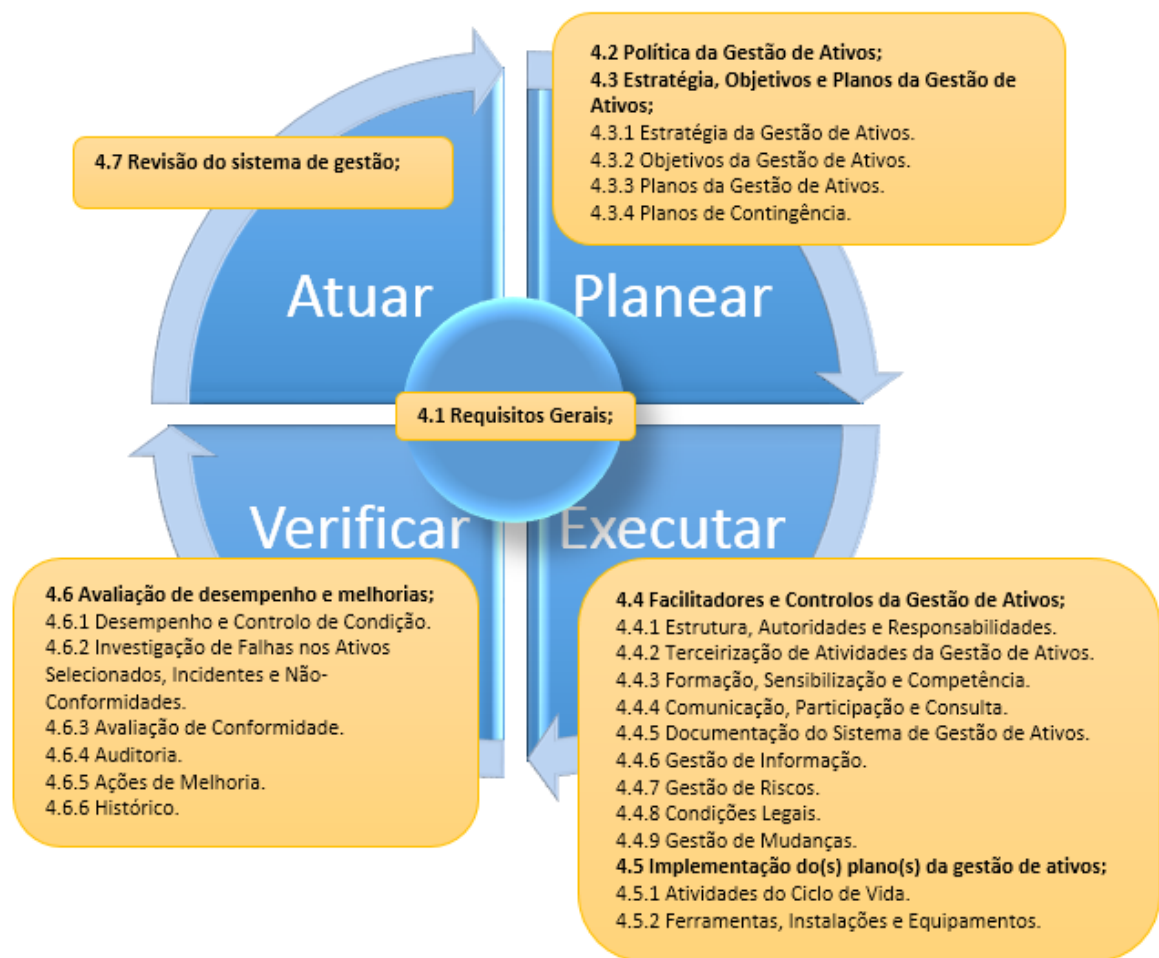 4.2 Política da Gestão de Ativos;
4.3 Estratégia, Objetivos e Planos da Gestão de
Ativos;
4.3.1 Estratégia da Gestão de Ativos.
4.3.2 Objetivos da Gestão de Ativos.
4.3.3 Planos da Gestão de Ativos.
4.3.4 Planos de Contingência.
4.7 Revisão do sistema de gestão;
Atuar
Planear
4.1 Requisitos Gerais;
Verificar
Executar
4.6 Avaliação de desempenho e melhorias;
4.6.1 Desempenho e Controlo de Condição.
4.6.2 Investigação de Falhas nos Ativos
Selecionados, Incidentes e Não-
Conformidades.
4.6.3 Avaliação de Conformidade.
4.6.4 Auditoria.
4.6.5 Ações de Melhoria.
4.6.6 Histórico.
4.4 Facilitadores e Controlos da Gestão de Ativos;
4.4.1 Estrutura, Autoridades e Responsabilidades.
4.4.2 Terceirização de Atividades da Gestão de Ativos.
4.4.3 Formação, Sensibilização e Competência.
4.4.4 Comunicação, Participação e Consulta.
4.4.5 Documentação do Sistema de Gestão de Ativos.
4.4.6 Gestão de Informação.
4.4.7 Gestão de Riscos.
4.4.8 Condições Legais.
4.4.9 Gestão de Mudanças.
4.5 Implementação do(s) plano(s) da gestão de ativos;
4.5.1 Atividades do Ciclo de Vida.
4.5.2 Ferramentas, Instalações e Equipamentos.